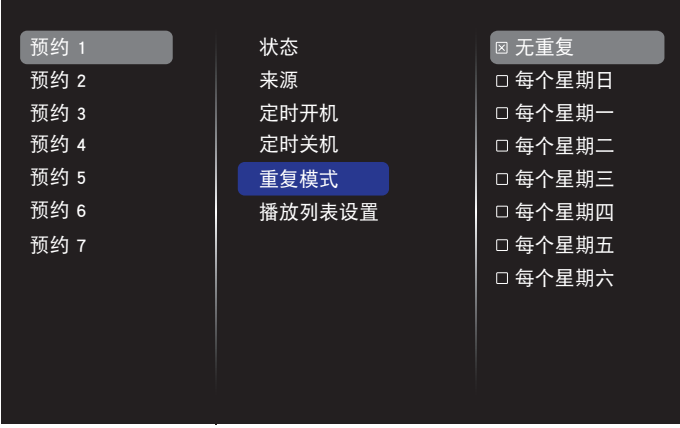 预约 1
预约 2
预约 3
预约 4
预约 5
预约 6
预约 7
状态
来源
定时开机
定时关机
重复模式
播放列表设置
☒ 无重复
☐ 每个星期日
☐ 每个星期一
☐ 每个星期二
☐ 每个星期三
☐ 每个星期四
☐ 每个星期五
☐ 每个星期六